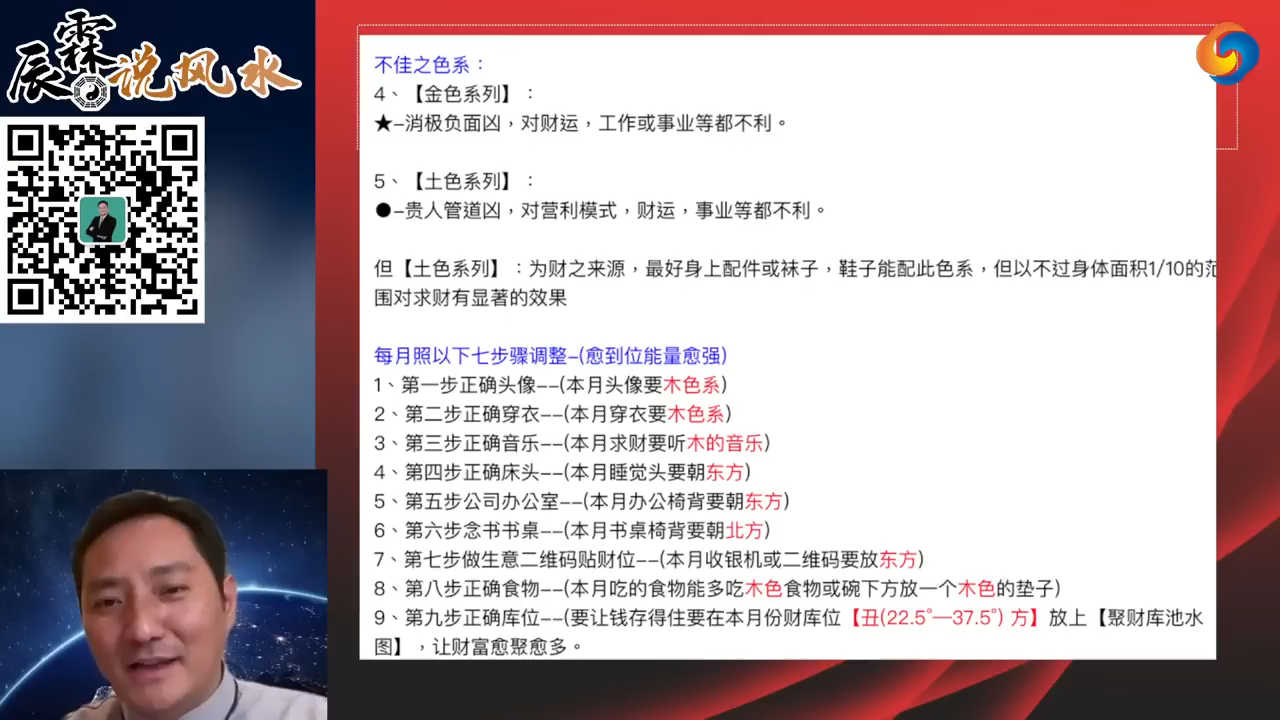 霖
辰
说风水
不佳之色系：
4、【金色系列】：
★–消极负面凶，对财运，工作或事业等都不利。
5、【土色系列】：
●–贵人管道凶，对营利模式，财运，事业等都不利。
但【土色系列】：为财之来源，最好身上配件或袜子，鞋子能配此色系，但以不过身体面积1/10的范
围对求财有显著的效果
每月照以下七步骤调整–(愈到位能量愈强)
1、第一步正确头像––(本月头像要木色系)
2、第二步正确穿衣––(本月穿衣要木色系)
3、第三步正确音乐––(本月求财要听木的音乐)
4、第四步正确床头––(本月睡觉头要朝东方)
5、第五步公司办公室––(本月办公椅背要朝东方)
6、第六步念书书桌––(本月书桌椅背要朝北方)
7、第七步做生意二维码贴财位––(本月收银机或二维码要放东方)
8、第八步正确食物––(本月吃的食物能多吃木色食物或碗下方放一个木色的垫子)
9、第九步正确库位––(要让钱存得住要在本月份财库位【丑(22.5°—37.5°) 方】放上【聚财库池水
图】，让财富愈聚愈多。